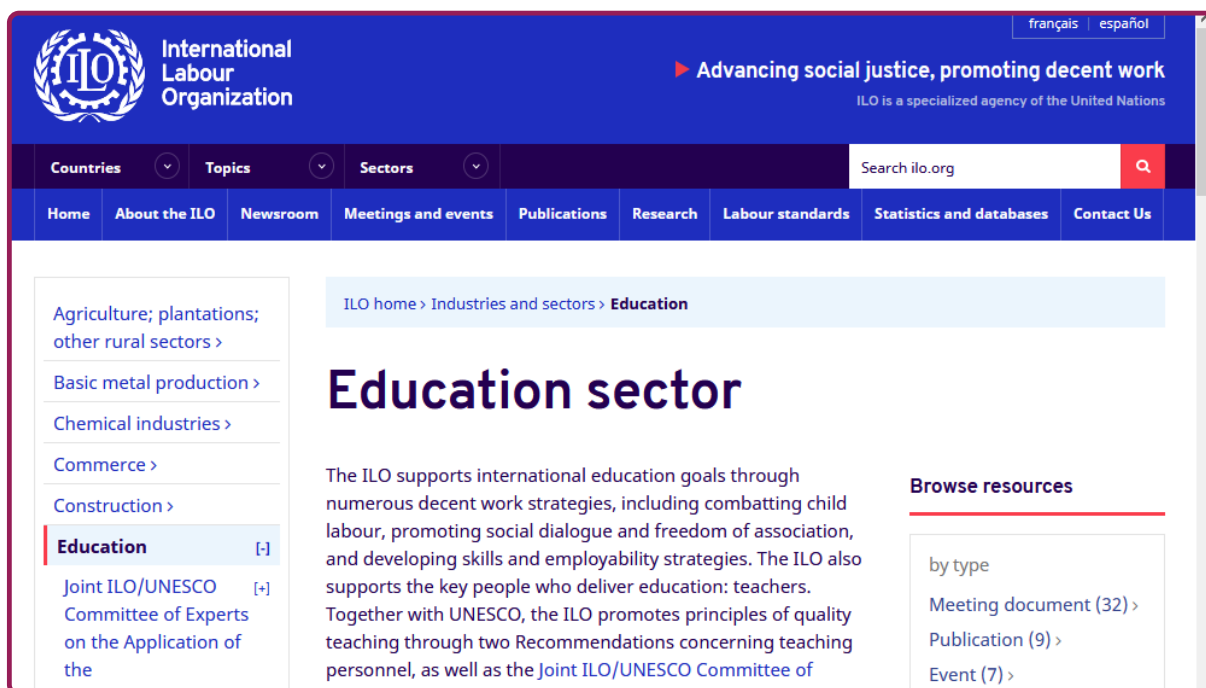 français | español
ILO
International
Labour
Organization
Advancing social justice, promoting decent work
ILO is a specialized agency of the United Nations
Countries Topics Sectors Search ilo.org
Home About the ILO Newsroom Meetings and events Publications Research Labour standards Statistics and databases Contact Us
Agriculture; plantations;
other rural sectors >
Basic metal production >
Chemical industries >
Commerce >
Construction >
Education [-]
Joint ILO/UNESCO [+]
Committee of Experts
on the Application of
the
ILO home > Industries and sectors > Education
Education sector
The ILO supports international education goals through
numerous decent work strategies, including combatting child
labour, promoting social dialogue and freedom of association,
and developing skills and employability strategies. The ILO also
supports the key people who deliver education: teachers.
Together with UNESCO, the ILO promotes principles of quality
teaching through two Recommendations concerning teaching
personnel, as well as the Joint ILO/UNESCO Committee of
Browse resources
by type
Meeting document (32) >
Publication (9) >
Event (7) >